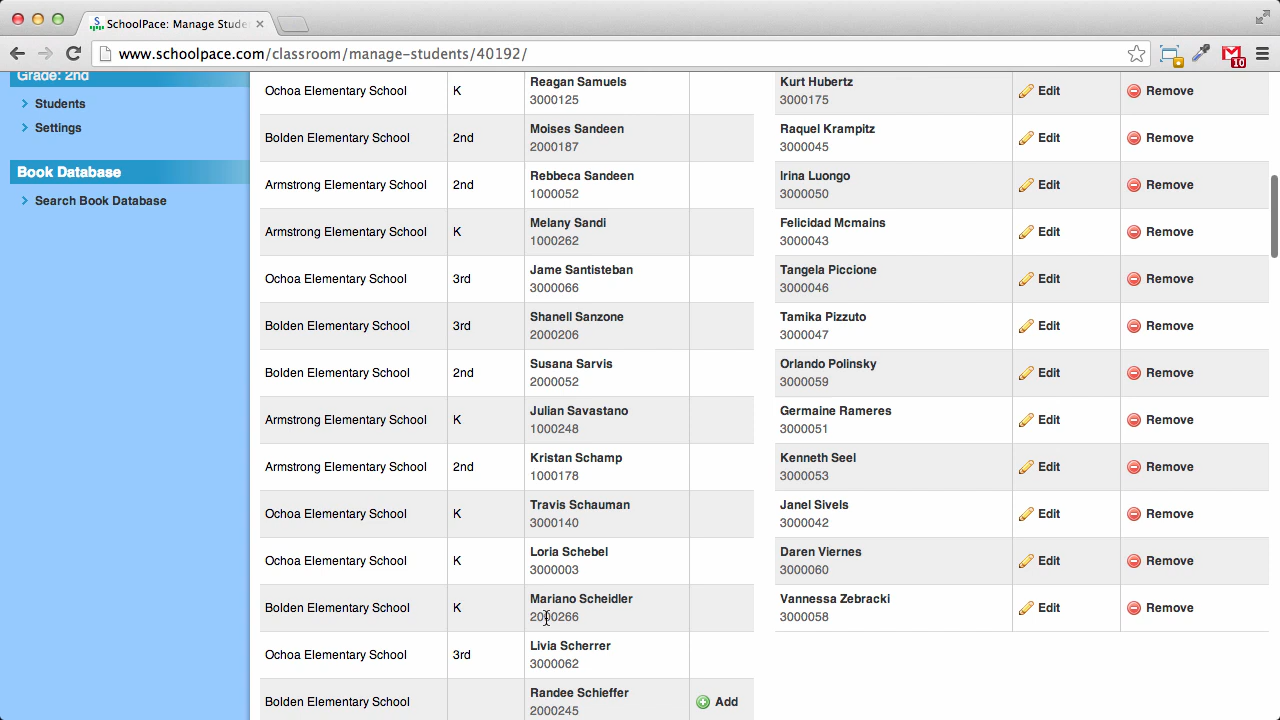 SchoolPace: Manage Stude
www.schoolpace.com/classroom/manage-students/40192/
10
Grade: 2nd
Students
Settings
Book Database
Search Book Database
Ochoa Elementary School K Reagan Samuels
3000125
Bolden Elementary School 2nd Moises Sandeen
2000187
Armstrong Elementary School 2nd Rebbeca Sandeen
1000052
Armstrong Elementary School K Melany Sandi
1000262
Ochoa Elementary School 3rd Jame Santisteban
3000066
Bolden Elementary School 3rd Shanell Sanzone
2000206
Bolden Elementary School 2nd Susana Sarvis
2000052
Armstrong Elementary School K Julian Savastano
1000248
Armstrong Elementary School 2nd Kristan Schamp
1000178
Ochoa Elementary School K Travis Schauman
3000140
Ochoa Elementary School K Loria Schebel
3000003
Bolden Elementary School K Mariano Scheidler
2000266
Ochoa Elementary School 3rd Livia Scherrer
3000062
Bolden Elementary School Randee Schieffer Add
2000245
Kurt Hubertz Edit Remove
3000175
Raquel Krampitz Edit Remove
3000045
Irina Luongo Edit Remove
3000050
Felicidad Mcmains Edit Remove
3000043
Tangela Piccione Edit Remove
3000046
Tamika Pizzuto Edit Remove
3000047
Orlando Polinsky Edit Remove
3000059
Germaine Rameres Edit Remove
3000051
Kenneth Seel Edit Remove
3000053
Janel Sivels Edit Remove
3000042
Daren Viernes Edit Remove
3000060
Vannessa Zebracki Edit Remove
3000058